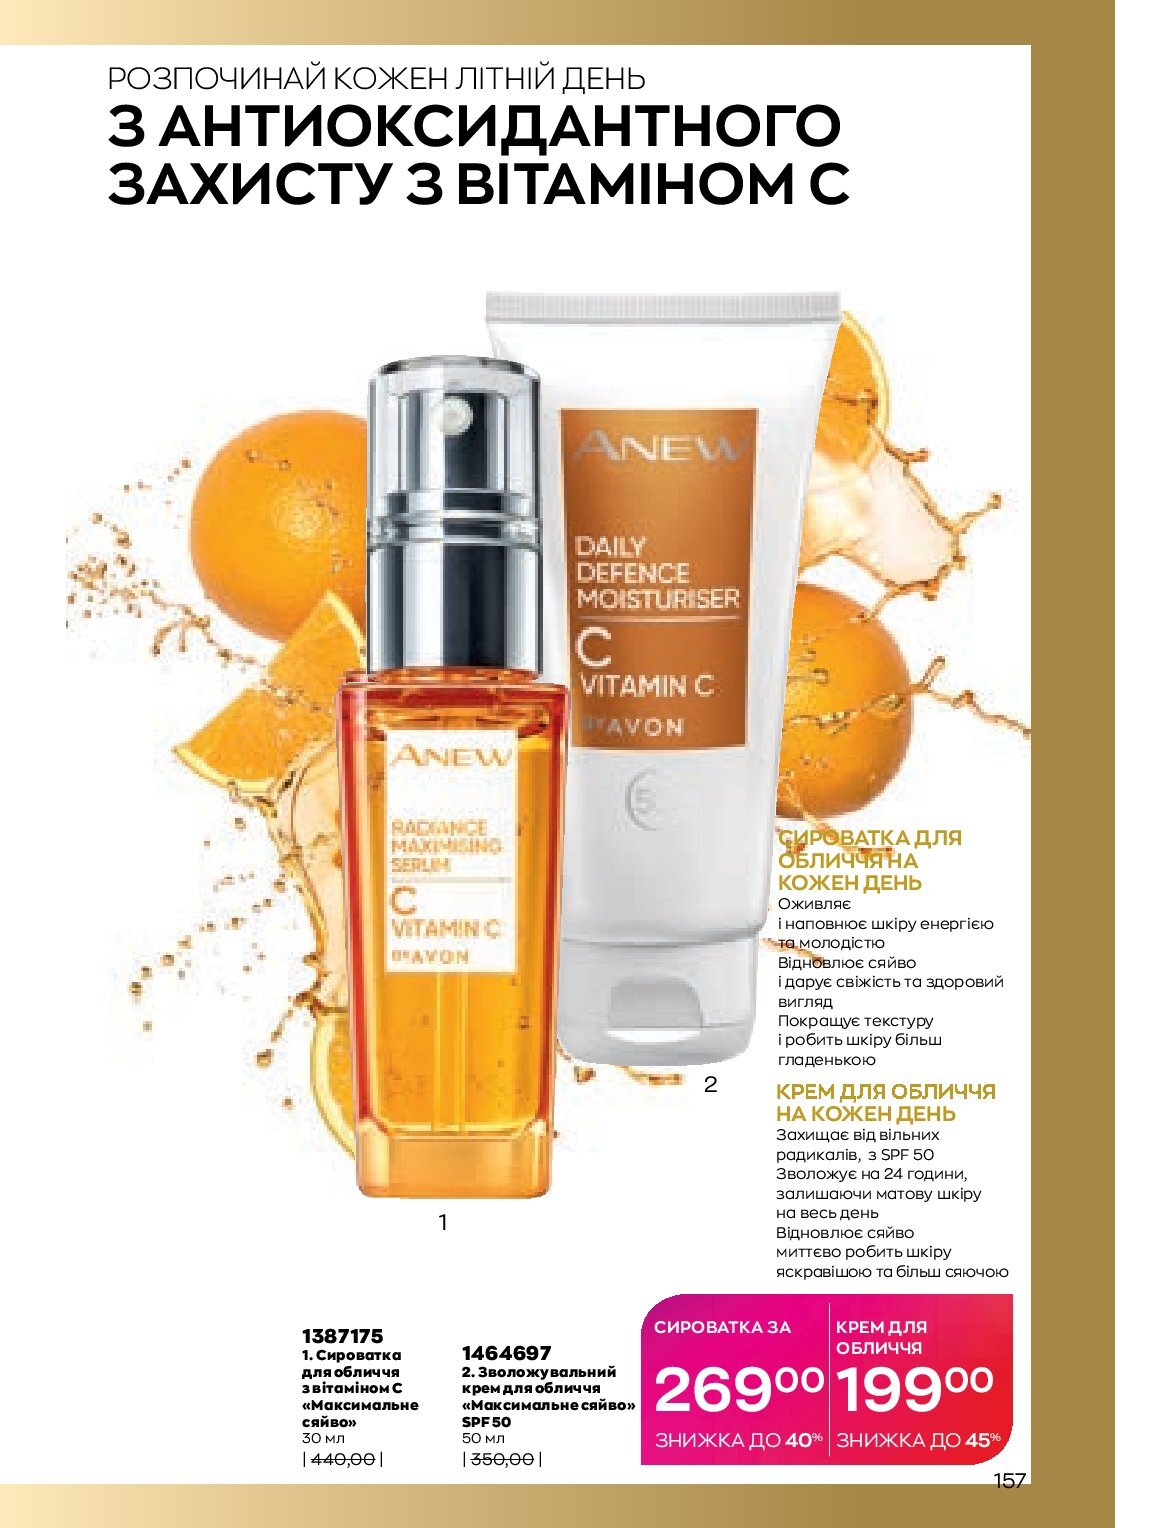 РОЗПОЧИНАЙ КОЖЕН ЛІТНІЙ ДЕНЬ
З АНТИОКСИДАНТНОГО
ЗАХИСТУ З ВІТАМІНОМ С
ANEW
DAILY
DEFENCE
MOISTURISER
C
VITAMIN C
BY AVON
ANEW
RADIANCE
MAXIMISING
SERUM
C
VITAMIN C
BY AVON
СИРОВАТКА ДЛЯ
ОБЛИЧЧЯ НА
КОЖЕН ДЕНЬ
Оживляє
і наповнює шкіру енергією
та молодістю
Відновлює сяйво
і дарує свіжість та здоровий
вигляд
Покращує текстуру
і робить шкіру більш
гладенькою
2
КРЕМ ДЛЯ ОБЛИЧЧЯ
НА КОЖЕН ДЕНЬ
Захищає від вільних
радикалів, з SPF 50
Зволожує на 24 години,
залишаючи матову шкіру
на весь день
Відновлює сяйво
миттєво робить шкіру
яскравішою та більш сяючою
1
1387175
1. Сироватка
для обличчя
з вітаміном С
«Максимальне
сяйво»
30 мл
| 440,00 |
1464697
2. Зволожувальний
крем для обличчя
«Максимальне сяйво»
SPF 50
50 мл
| 350,00 |
СИРОВАТКА ЗА
269⁰⁰
ЗНИЖКА ДО 40%
КРЕМ ДЛЯ
ОБЛИЧЧЯ
199⁰⁰
ЗНИЖКА ДО 45%
157